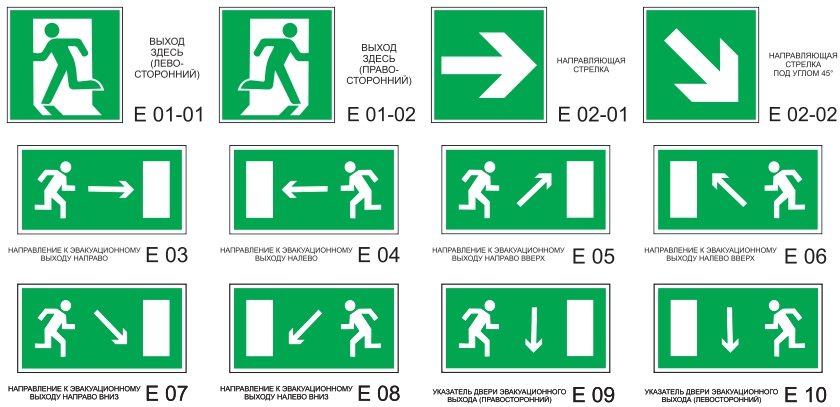 ВЫХОД
ЗДЕСЬ
(ЛЕВО-
СТОРОННИЙ)
E 01-01
ВЫХОД
ЗДЕСЬ
(ПРАВО-
СТОРОННИЙ)
E 01-02
НАПРАВЛЯЮЩАЯ
СТРЕЛКА
E 02-01
НАПРАВЛЯЮЩАЯ
СТРЕЛКА
ПОД УГЛОМ 45°
E 02-02
НАПРАВЛЕНИЕ К ЭВАКУАЦИОННОМУ
ВЫХОДУ НАПРАВО
E 03
НАПРАВЛЕНИЕ К ЭВАКУАЦИОННОМУ
ВЫХОДУ НАЛЕВО
E 04
НАПРАВЛЕНИЕ К ЭВАКУАЦИОННОМУ
ВЫХОДУ НАПРАВО ВВЕРХ
E 05
НАПРАВЛЕНИЕ К ЭВАКУАЦИОННОМУ
ВЫХОДУ НАЛЕВО ВВЕРХ
E 06
НАПРАВЛЕНИЕ К ЭВАКУАЦИОННОМУ
ВЫХОДУ НАПРАВО ВНИЗ
E 07
НАПРАВЛЕНИЕ К ЭВАКУАЦИОННОМУ
ВЫХОДУ НАЛЕВО ВНИЗ
E 08
УКАЗАТЕЛЬ ДВЕРИ ЭВАКУАЦИОННОГО
ВЫХОДА (ПРАВОСТОРОННИЙ)
E 09
УКАЗАТЕЛЬ ДВЕРИ ЭВАКУАЦИОННОГО
ВЫХОДА (ЛЕВОСТОРОННИЙ)
E 10